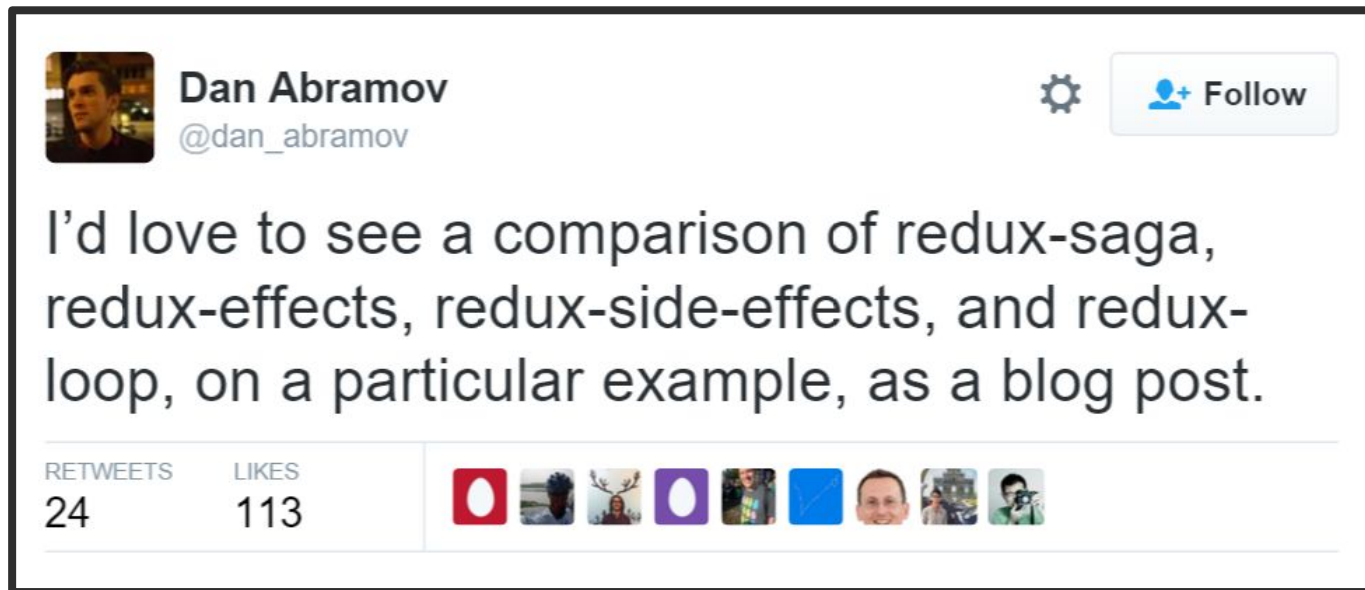 Dan Abramov
@dan_abramov
Follow
I’d love to see a comparison of redux-saga,
redux-effects, redux-side-effects, and redux-
loop, on a particular example, as a blog post.
RETWEETS LIKES
24 113